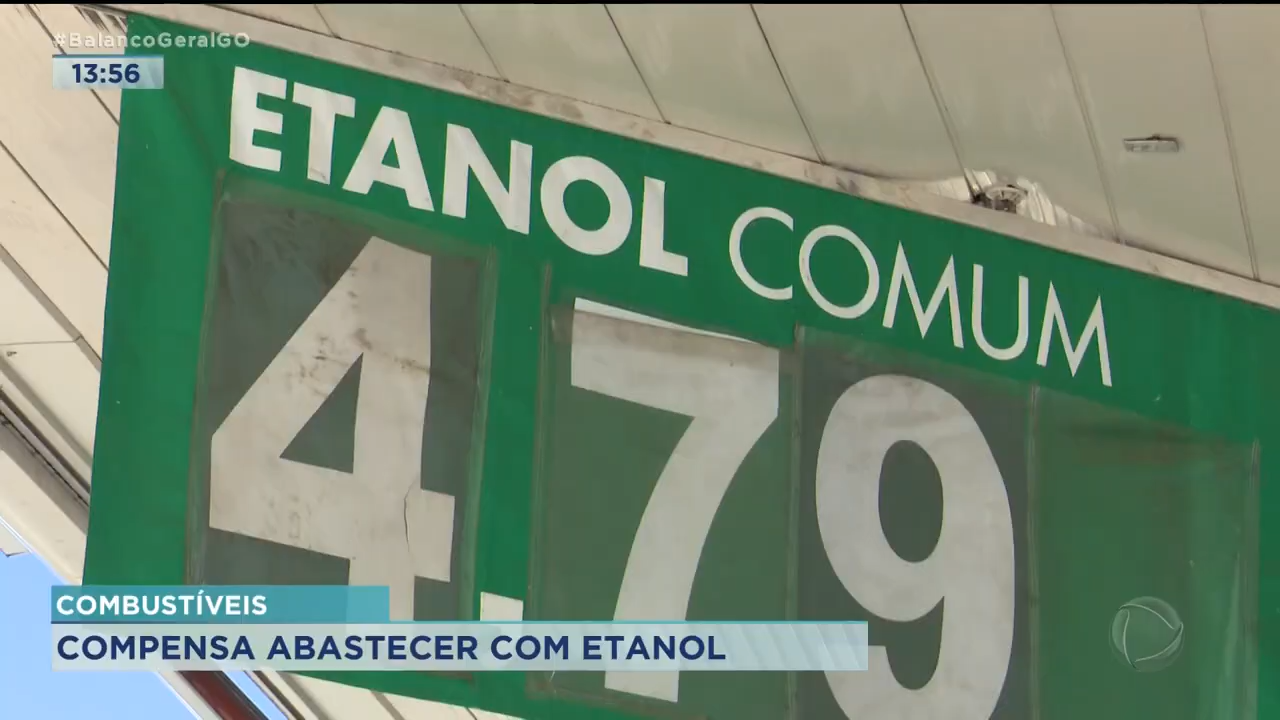 #BalancoGeralGO
13:56
ETANOL COMUM
4.79
COMBUSTÍVEIS
COMPENSA ABASTECER COM ETANOL